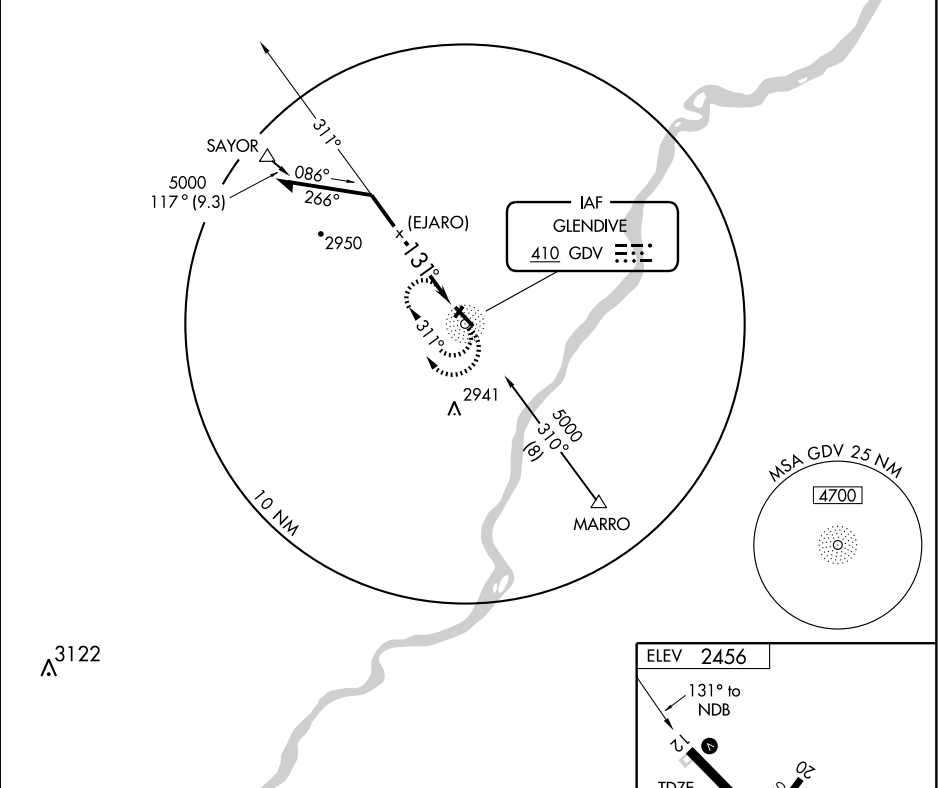 311°
SAYOR
086°
5000
117° (9.3)
266°
(EJARO)
2950
131°
IAF
GLENDIVE
410 GDV
311°
2941
5000
310°
(8)
MARRO
10 NM
MSA GDV 25 NM
4700
3122
ELEV 2456
131° to
NDB
12
V
20
TDZE